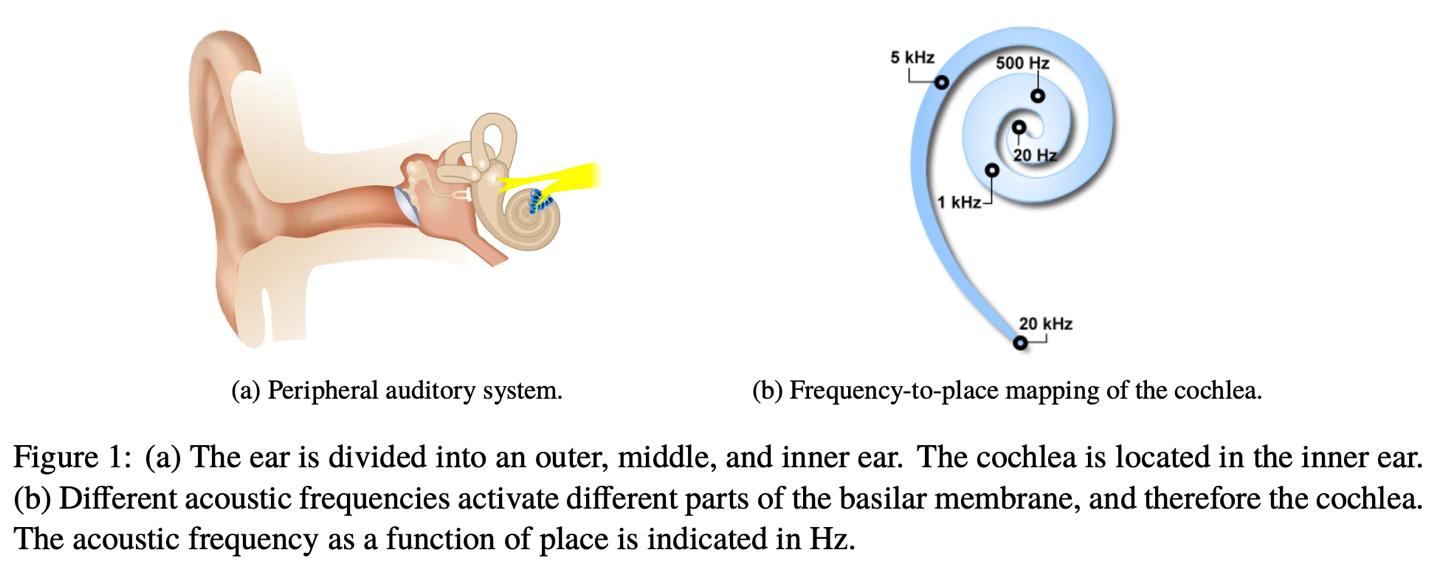 5 kHz
500 Hz
20 Hz
1 kHz
20 kHz
(a) Peripheral auditory system.
(b) Frequency-to-place mapping of the cochlea.
Figure 1: (a) The ear is divided into an outer, middle, and inner ear. The cochlea is located in the inner ear.
(b) Different acoustic frequencies activate different parts of the basilar membrane, and therefore the cochlea.
The acoustic frequency as a function of place is indicated in Hz.